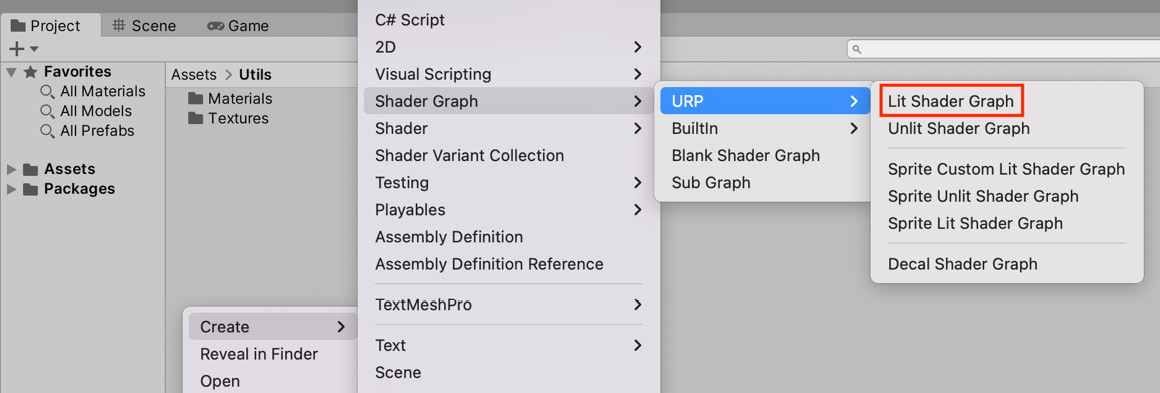 Project
Scene
Game
Favorites
All Materials
All Models
All Prefabs
Assets
Packages
Assets > Utils
Materials
Textures
Create
Reveal in Finder
Open
C# Script
2D
Visual Scripting
Shader Graph
Shader
Shader Variant Collection
Testing
Playables
Assembly Definition
Assembly Definition Reference
TextMeshPro
Text
Scene
URP
BuiltIn
Blank Shader Graph
Sub Graph
Lit Shader Graph
Unlit Shader Graph
Sprite Custom Lit Shader Graph
Sprite Unlit Shader Graph
Sprite Lit Shader Graph
Decal Shader Graph